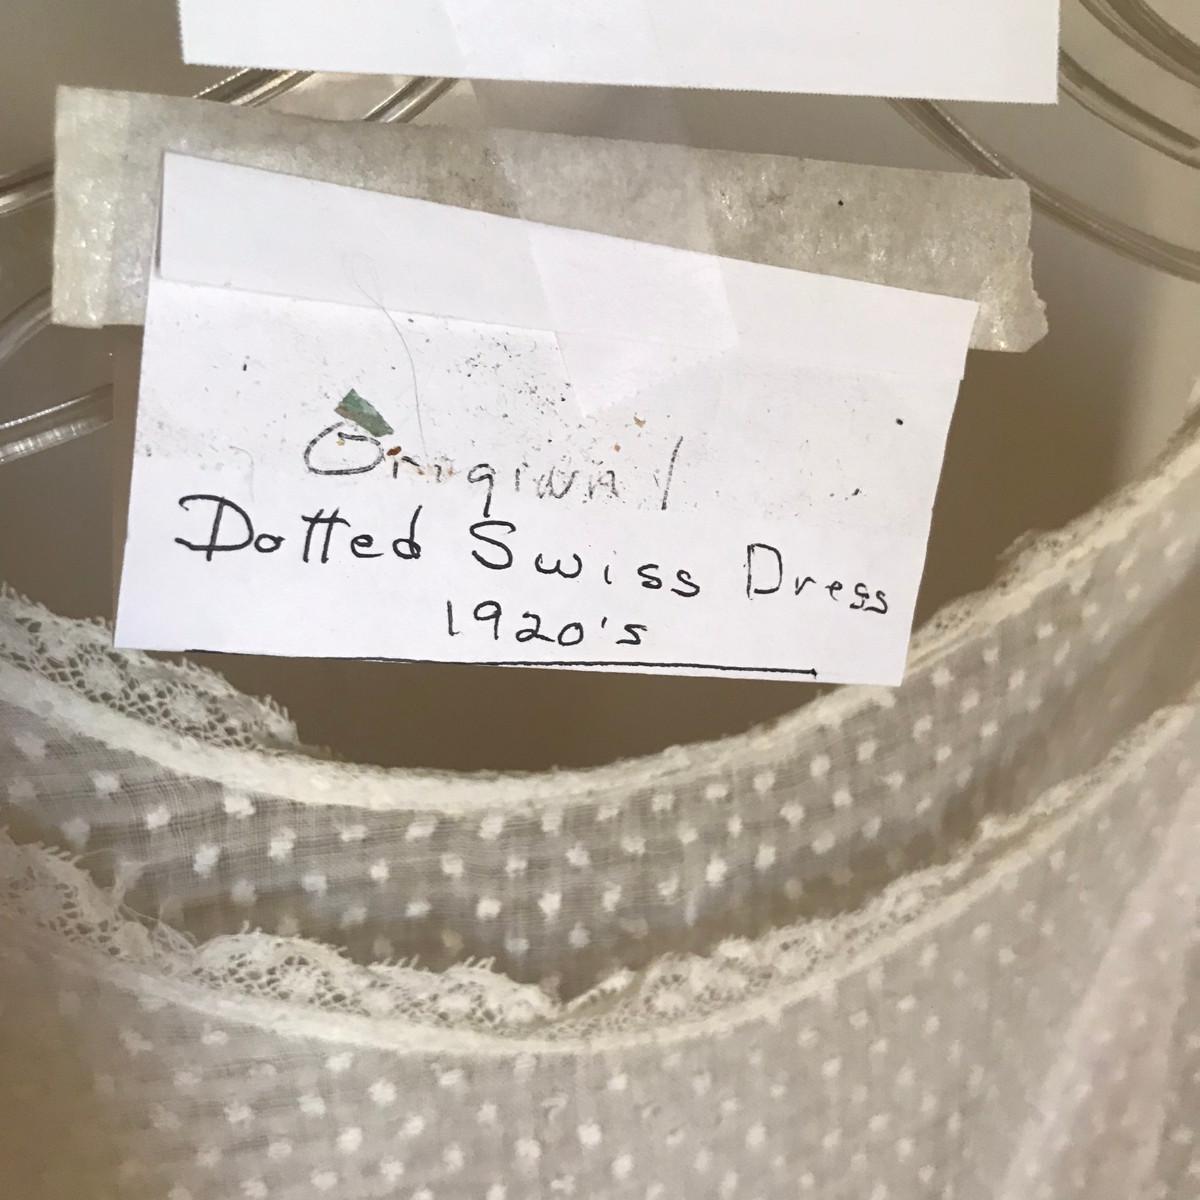 Original
Dotted Swiss Dress
1920's